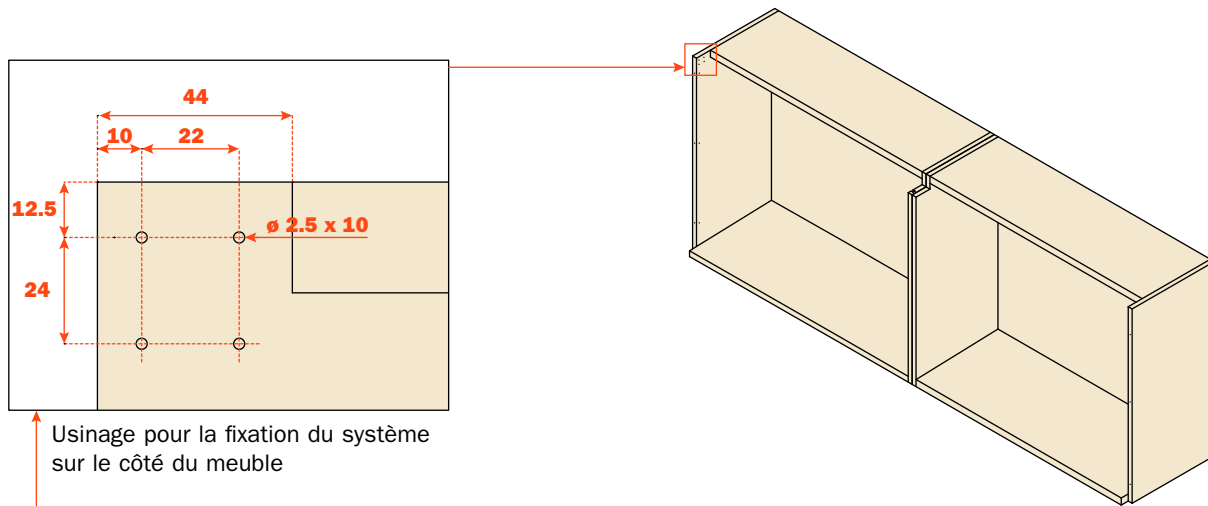 44
10
22
12.5
ø 2.5 x 10
24
Usinage pour la fixation du système
sur le côté du meuble